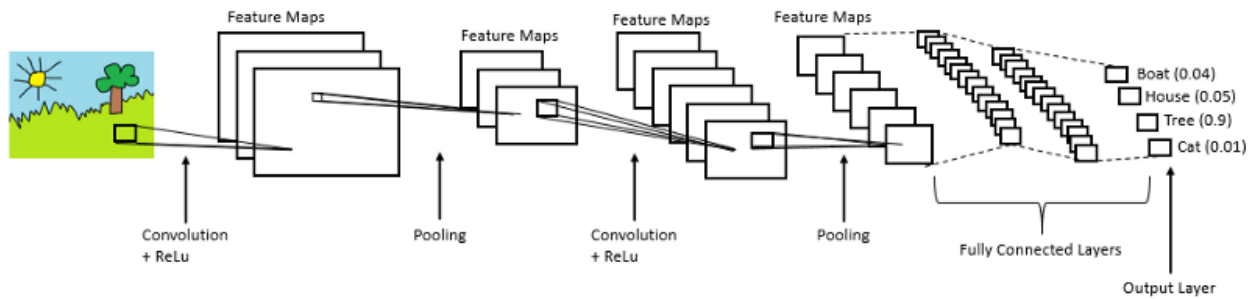 Feature Maps
Feature Maps
Feature Maps
Feature Maps
Boat (0.04)
House (0.05)
Tree (0.9)
Cat (0.01)
Convolution
+ ReLu
Pooling
Convolution
+ ReLu
Pooling
Fully Connected Layers
Output Layer